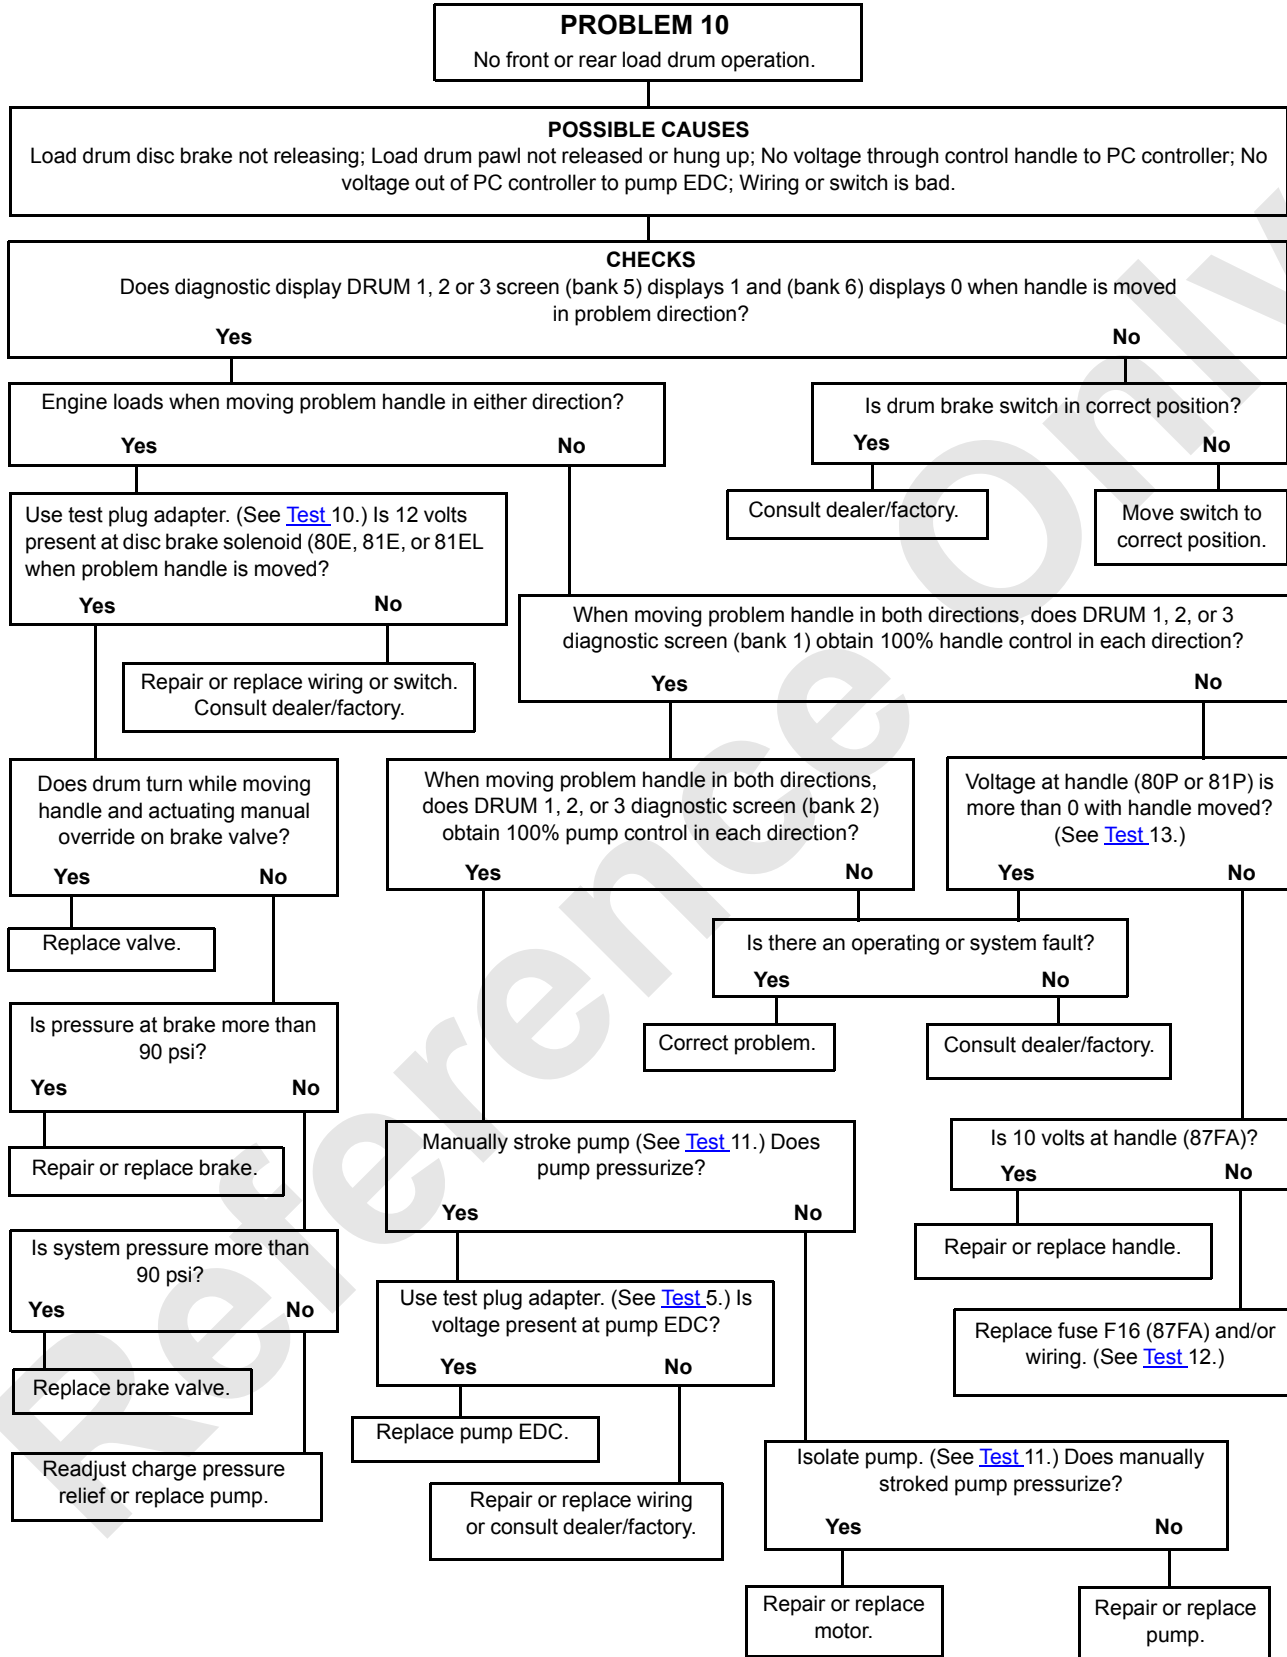 PROBLEM 10
No front or rear load drum operation.
POSSIBLE CAUSES
Load drum disc brake not releasing; Load drum pawl not released or hung up; No voltage through control handle to PC controller; No
voltage out of PC controller to pump EDC; Wiring or switch is bad.
CHECKS
Does diagnostic display DRUM 1, 2 or 3 screen (bank 5) displays 1 and (bank 6) displays 0 when handle is moved
in problem direction?
Yes
No
Engine loads when moving problem handle in either direction?
Yes
No
Is drum brake switch in correct position?
Yes
No
Use test plug adapter. (See Test 10.) Is 12 volts
present at disc brake solenoid (80E, 81E, or 81EL
when problem handle is moved?
Yes
No
Consult dealer/factory.
Move switch to
correct position.
When moving problem handle in both directions, does DRUM 1, 2, or 3
diagnostic screen (bank 1) obtain 100% handle control in each direction?
Yes
No
Repair or replace wiring or switch.
Consult dealer/factory.
Does drum turn while moving
handle and actuating manual
override on brake valve?
Yes
No
When moving problem handle in both directions,
does DRUM 1, 2, or 3 diagnostic screen (bank 2)
obtain 100% pump control in each direction?
Yes
No
Voltage at handle (80P or 81P) is
more than 0 with handle moved?
(See Test 13.)
Yes
No
Replace valve.
Is there an operating or system fault?
Yes
No
Is pressure at brake more than
90 psi?
Yes
No
Correct problem.
Consult dealer/factory.
Manually stroke pump (See Test 11.) Does
pump pressurize?
Yes
No
Is 10 volts at handle (87FA)?
Yes
No
Repair or replace brake.
Is system pressure more than
90 psi?
Yes
No
Repair or replace handle.
Use test plug adapter. (See Test 5.) Is
voltage present at pump EDC?
Yes
No
Replace fuse F16 (87FA) and/or
wiring. (See Test 12.)
Replace brake valve.
Replace pump EDC.
Readjust charge pressure
relief or replace pump.
Isolate pump. (See Test 11.) Does manually
stroked pump pressurize?
Yes
No
Repair or replace wiring
or consult dealer/factory.
Repair or replace
motor.
Repair or replace
pump.
Reference Only